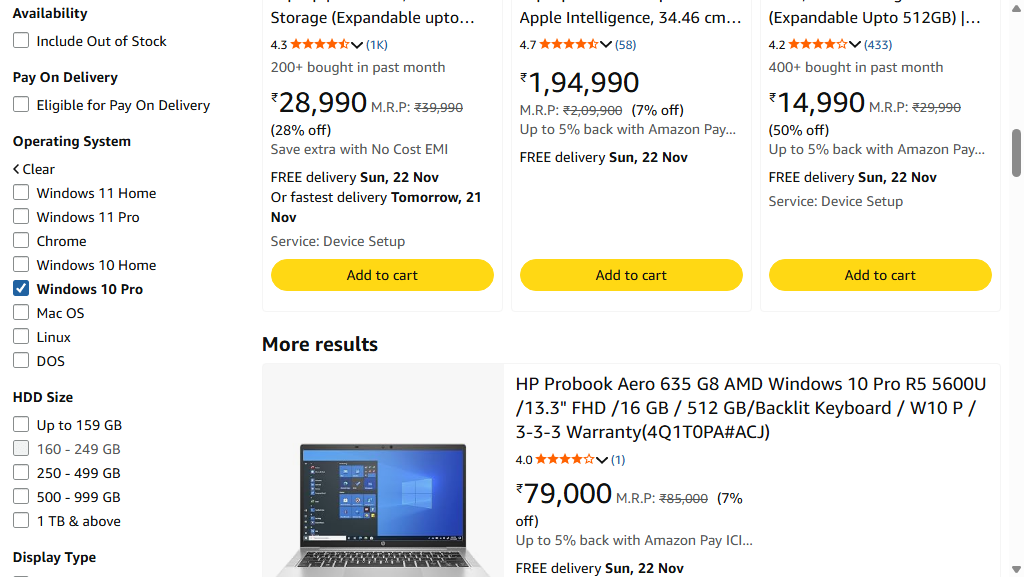 Availability
Include Out of Stock
Pay On Delivery
Eligible for Pay On Delivery
Operating System
Clear
Windows 11 Home
Windows 11 Pro
Chrome
Windows 10 Home
Windows 10 Pro
Mac OS
Linux
DOS
HDD Size
Up to 159 GB
160 - 249 GB
250 - 499 GB
500 - 999 GB
1 TB & above
Display Type
Storage (Expandable upto…
4.3 (1K)
200+ bought in past month
₹28,990 M.R.P: ₹39,990
(28% off)
Save extra with No Cost EMI
FREE delivery Sun, 22 Nov
Or fastest delivery Tomorrow, 21
Nov
Service: Device Setup
Add to cart
Apple Intelligence, 34.46 cm…
4.7 (58)
₹1,94,990
M.R.P: ₹2,09,900 (7% off)
Up to 5% back with Amazon Pay…
FREE delivery Sun, 22 Nov
Add to cart
(Expandable Upto 512GB) |…
4.2 (433)
400+ bought in past month
₹14,990 M.R.P: ₹29,990
(50% off)
Up to 5% back with Amazon Pay…
FREE delivery Sun, 22 Nov
Service: Device Setup
Add to cart
More results
HP Probook Aero 635 G8 AMD Windows 10 Pro R5 5600U
/13.3" FHD /16 GB / 512 GB/Backlit Keyboard / W10 P /
3-3-3 Warranty(4Q1T0PA#ACJ)
4.0 (1)
₹79,000 M.R.P: ₹85,000 (7%
off)
Up to 5% back with Amazon Pay ICI…
FREE delivery Sun, 22 Nov